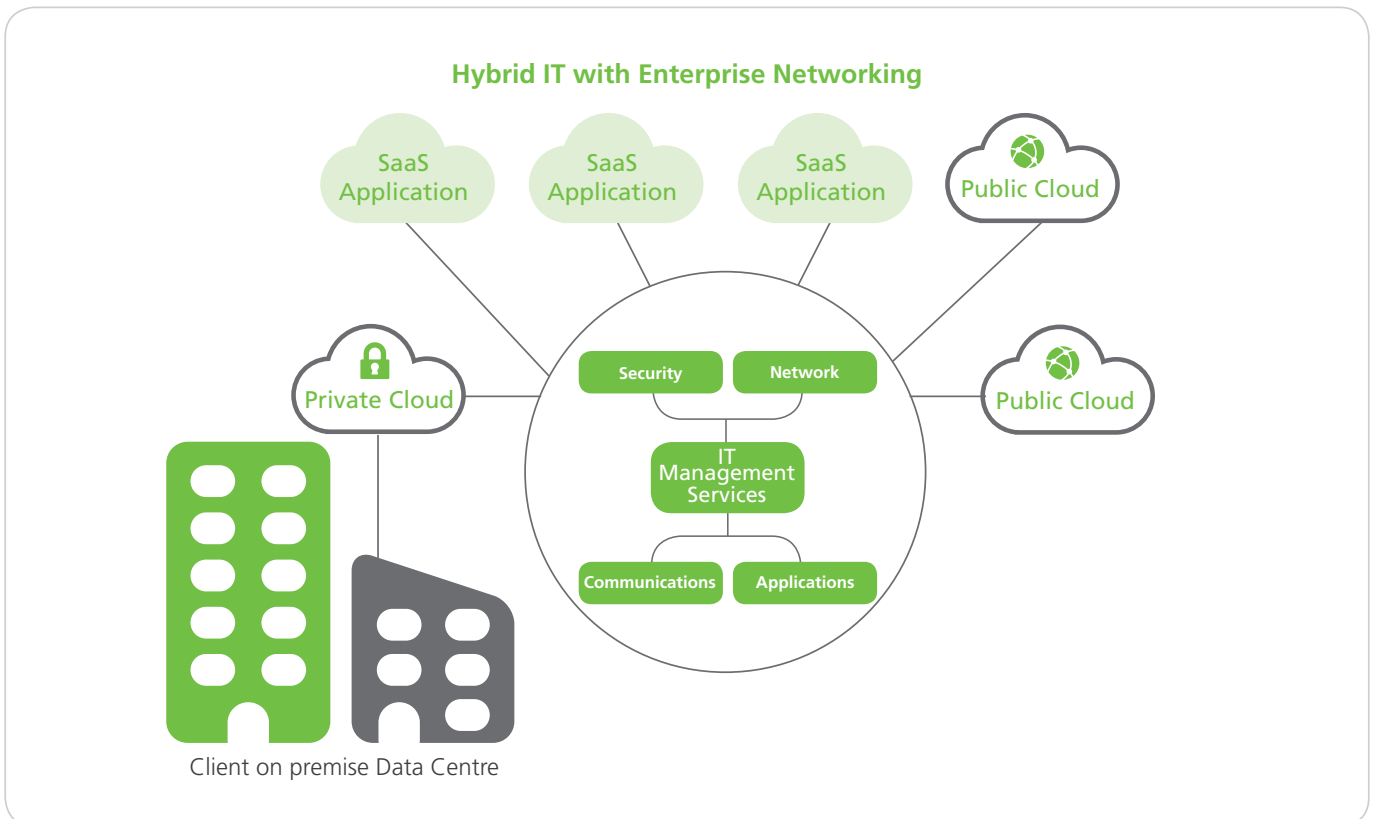 Hybrid IT with Enterprise Networking
SaaS
Application
SaaS
Application
SaaS
Application
Public Cloud
Private Cloud
Security
Network
Public Cloud
IT
Management
Services
Communications
Applications
Client on premise Data Centre